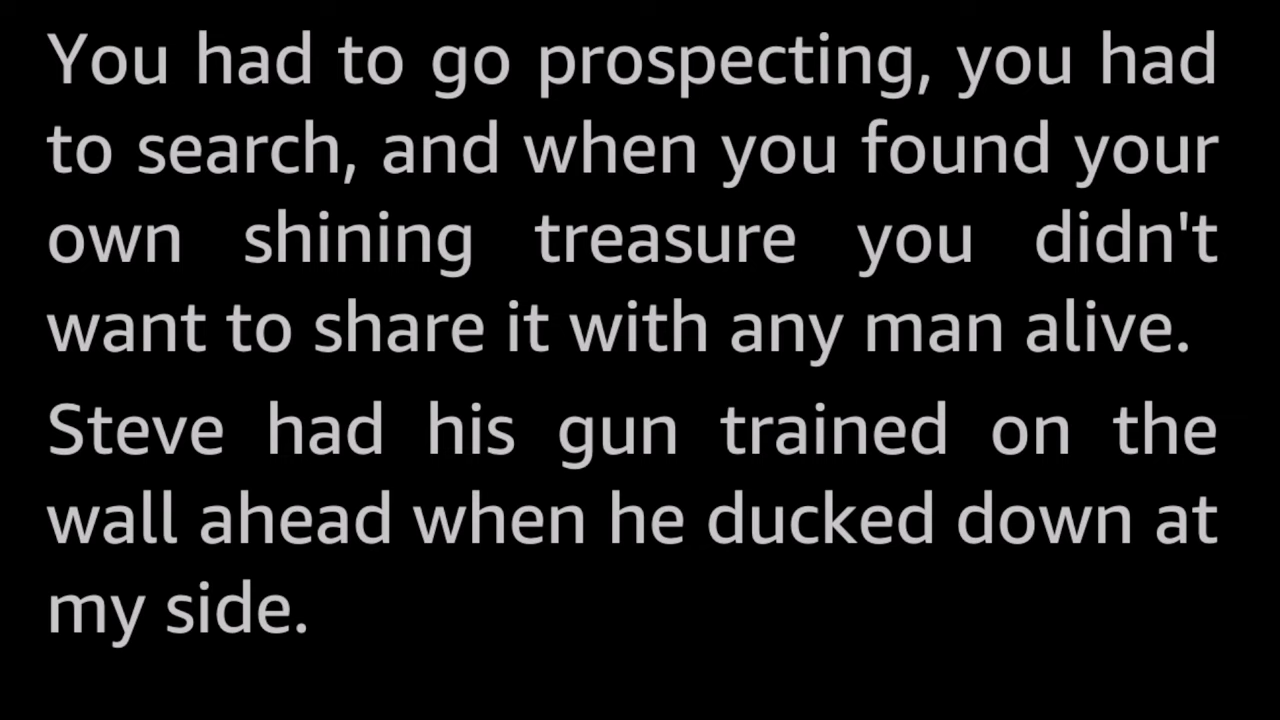 You had to go prospecting, you had
to search, and when you found your
own shining treasure you didn't
want to share it with any man alive.
Steve had his gun trained on the
wall ahead when he ducked down at
my side.